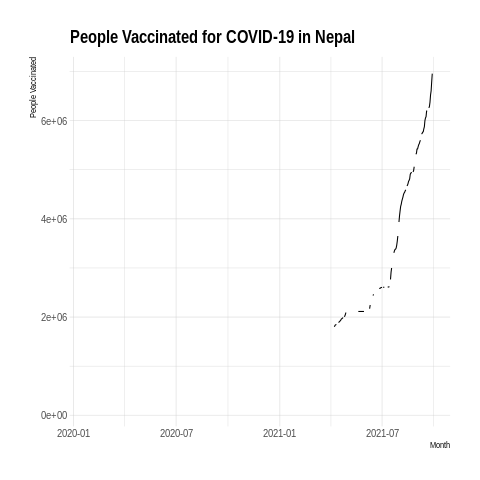 People Vaccinated for COVID-19 in Nepal
People Vaccinated
6e+06
4e+06
2e+06
0e+00
2020-01 2020-07 2021-01 2021-07
Month